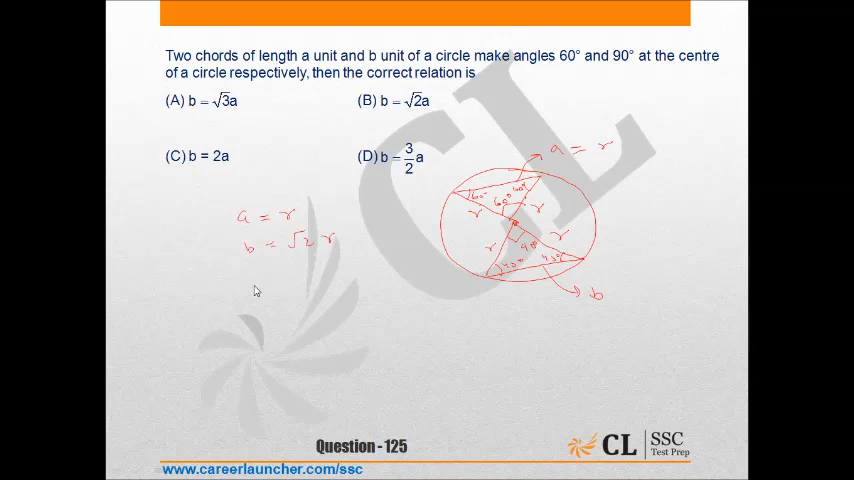 Two chords of length a unit and b unit of a circle make angles 60° and 90° at the centre
of a circle respectively, then the correct relation is
(A) b = √3a
(B) b = √2a
(C) b = 2a
(D) b = 3/2 a
a = r
60° 60°
60°
r r
a = r
b = √2 r
r r
90°
45° 45°
b
CL
Question - 125
CL SSC
Test Prep
www.careerlauncher.com/ssc